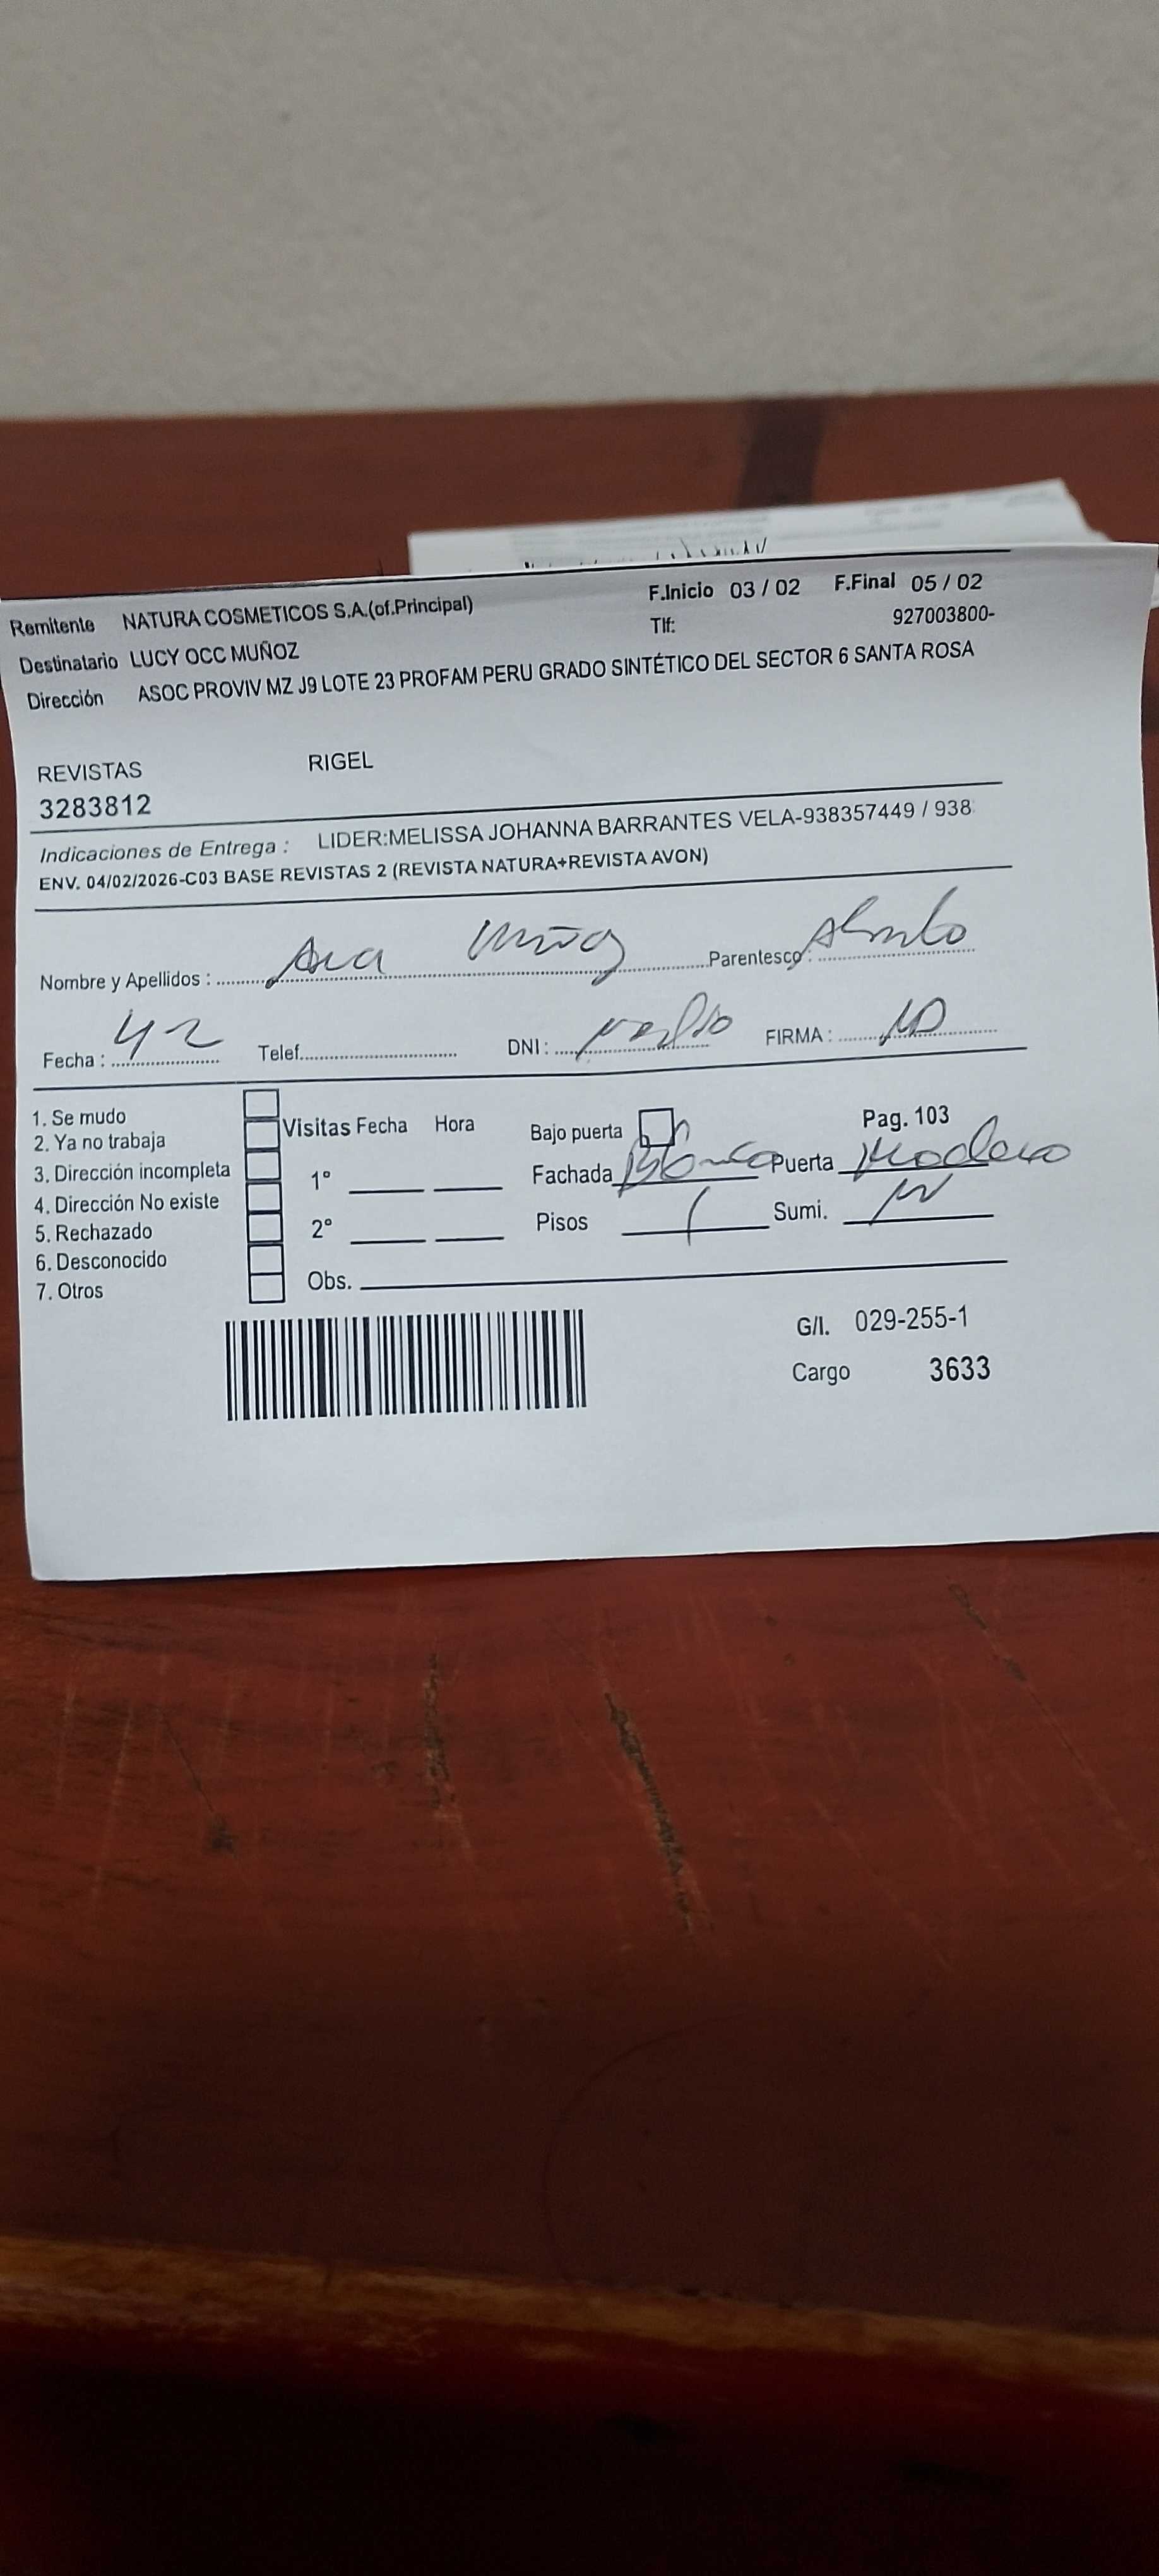 Remitente NATURA COSMETICOS S.A.(of.Principal) F.Inicio 03 / 02 F.Final 05 / 02
Tlf: 927003800-
Destinatario LUCY OCC MUÑOZ
Dirección ASOC PROVIV MZ J9 LOTE 23 PROFAM PERU GRADO SINTÉTICO DEL SECTOR 6 SANTA ROSA
REVISTAS RIGEL
3283812
Indicaciones de Entrega : LIDER:MELISSA JOHANNA BARRANTES VELA-938357449 / 938
ENV. 04/02/2026-C03 BASE REVISTAS 2 (REVISTA NATURA+REVISTA AVON)
Nombre y Apellidos : Ana Muñoz Parentesco :
Fecha : 4 2 Telef. DNI : FIRMA :
1. Se mudo
2. Ya no trabaja
3. Dirección incompleta
4. Dirección No existe
5. Rechazado
6. Desconocido
7. Otros
Visitas Fecha Hora
1°
2°
Bajo puerta Pag. 103
Fachada Blanco Puerta Madera
Pisos 1 Sumi.
Obs.
G/I. 029-255-1
Cargo 3633